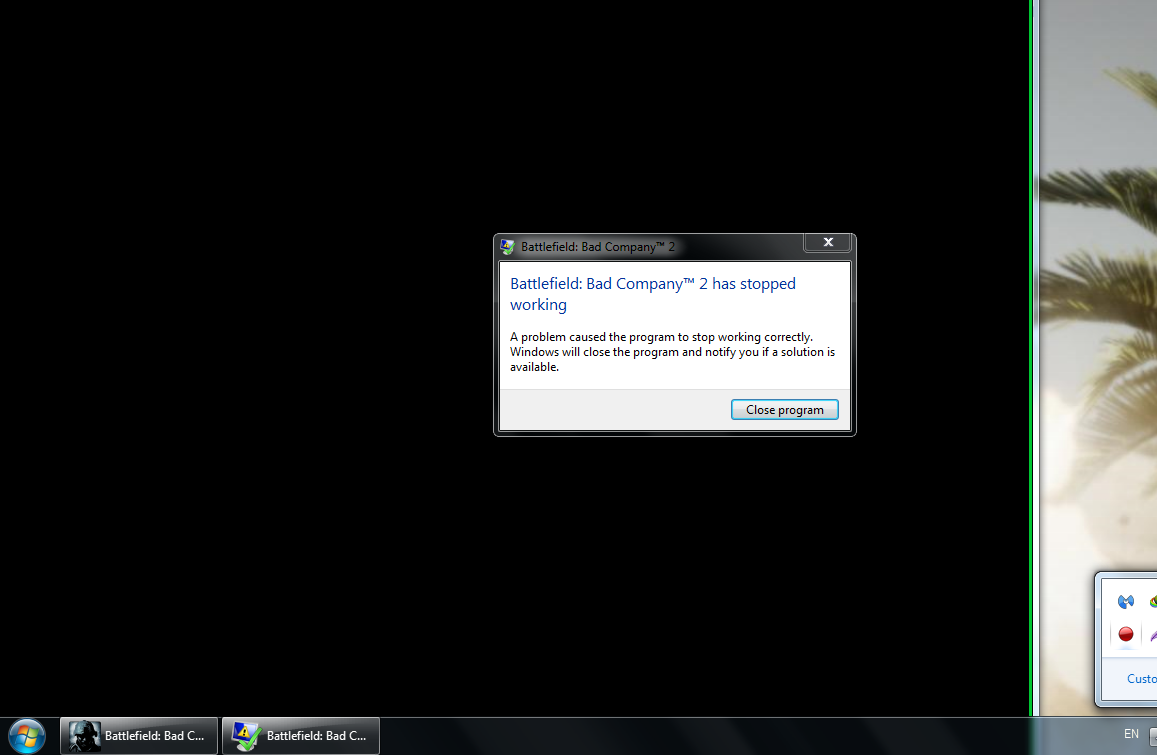 Battlefield: Bad Company™ 2
Battlefield: Bad Company™ 2 has stopped
working
A problem caused the program to stop working correctly.
Windows will close the program and notify you if a solution is
available.
Close program
Custo
Battlefield: Bad C...
Battlefield: Bad C...
EN